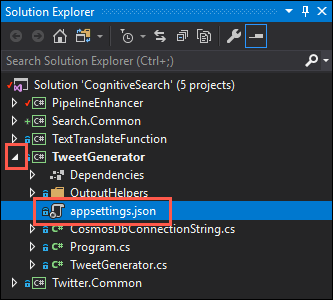 Solution Explorer
Search Solution Explorer (Ctrl+;)
Solution 'CognitiveSearch' (5 projects)
C# PipelineEnhancer
C# Search.Common
C# TextTranslateFunction
C# TweetGenerator
Dependencies
OutputHelpers
appsettings.json
C# CosmosDbConnectionString.cs
C# Program.cs
C# TweetGenerator.cs
C# Twitter.Common